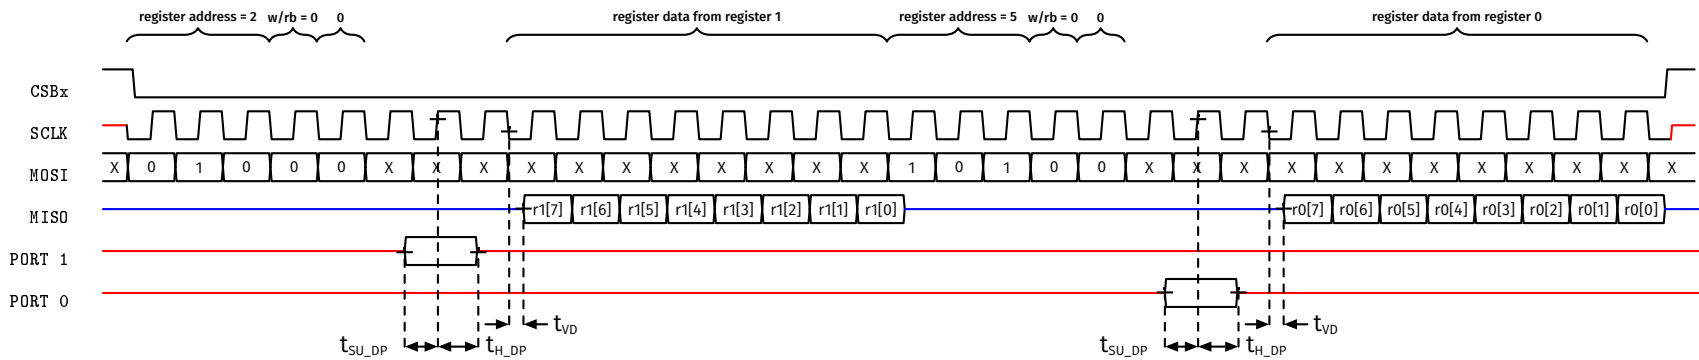 register address = 2 w/rb = 0 0 register data from register 1 register address = 5 w/rb = 0 0 register data from register 0
CSBx
SCLK
MOSI X 0 1 0 0 0 X X X X X X X X X X X 1 0 1 0 0 X X X X X X X X X X X X
MISO r1[7] r1[6] r1[5] r1[4] r1[3] r1[2] r1[1] r1[0] r0[7] r0[6] r0[5] r0[4] r0[3] r0[2] r0[1] r0[0]
PORT 1
PORT 0
tVD tVD
tSU_DP tH_DP tSU_DP tH_DP